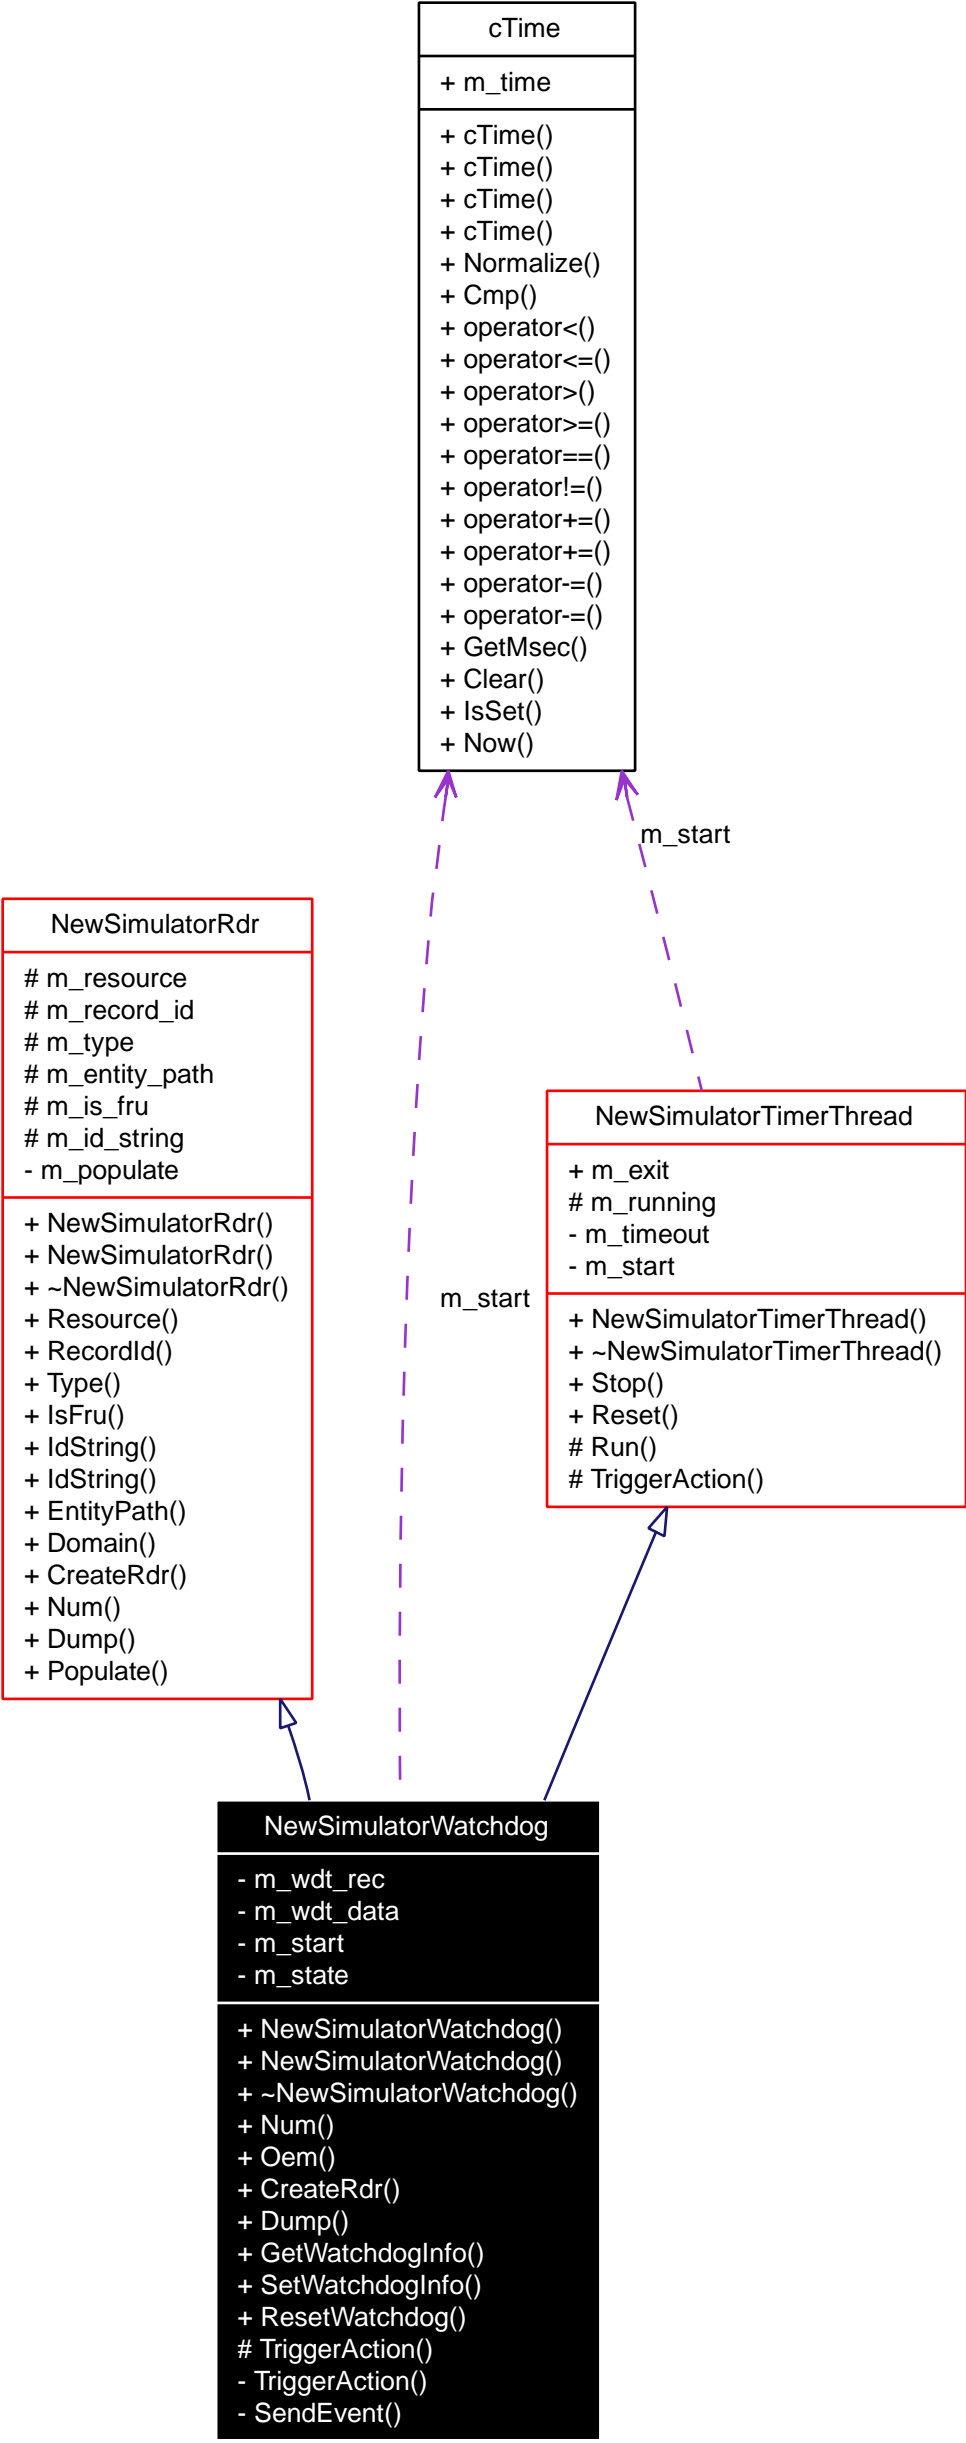 cTime
+ m_time
+ cTime()
+ cTime()
+ cTime()
+ cTime()
+ Normalize()
+ Cmp()
+ operator<()
+ operator<=()
+ operator>()
+ operator>=()
+ operator==()
+ operator!=()
+ operator+=()
+ operator+=()
+ operator-=()
+ operator-=()
+ GetMsec()
+ Clear()
+ IsSet()
+ Now()
m_start
NewSimulatorRdr
# m_resource
# m_record_id
# m_type
# m_entity_path
# m_is_fru
# m_id_string
- m_populate
+ NewSimulatorRdr()
+ NewSimulatorRdr()
+ ~NewSimulatorRdr()
+ Resource()
+ RecordId()
+ Type()
+ IsFru()
+ IdString()
+ IdString()
+ EntityPath()
+ Domain()
+ CreateRdr()
+ Num()
+ Dump()
+ Populate()
m_start
NewSimulatorTimerThread
+ m_exit
# m_running
- m_timeout
- m_start
+ NewSimulatorTimerThread()
+ ~NewSimulatorTimerThread()
+ Stop()
+ Reset()
# Run()
# TriggerAction()
NewSimulatorWatchdog
- m_wdt_rec
- m_wdt_data
- m_start
- m_state
+ NewSimulatorWatchdog()
+ NewSimulatorWatchdog()
+ ~NewSimulatorWatchdog()
+ Num()
+ Oem()
+ CreateRdr()
+ Dump()
+ GetWatchdogInfo()
+ SetWatchdogInfo()
+ ResetWatchdog()
# TriggerAction()
- TriggerAction()
- SendEvent()